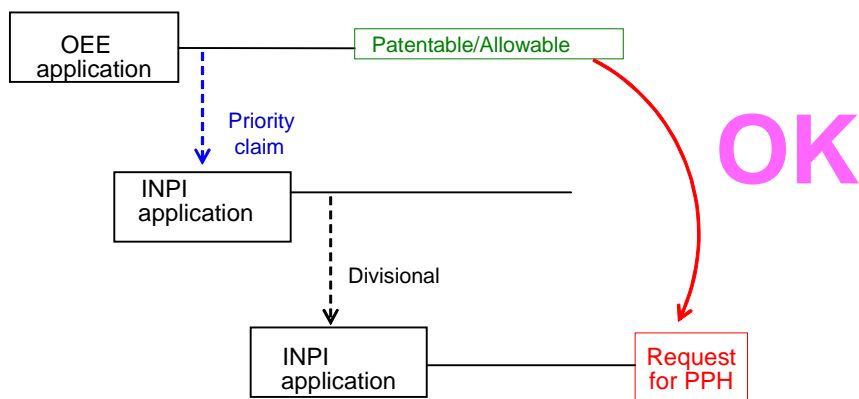 OEE
application
Patentable/Allowable
OK
Priority
claim
INPI
application
Divisional
INPI
application
Request
for PPH